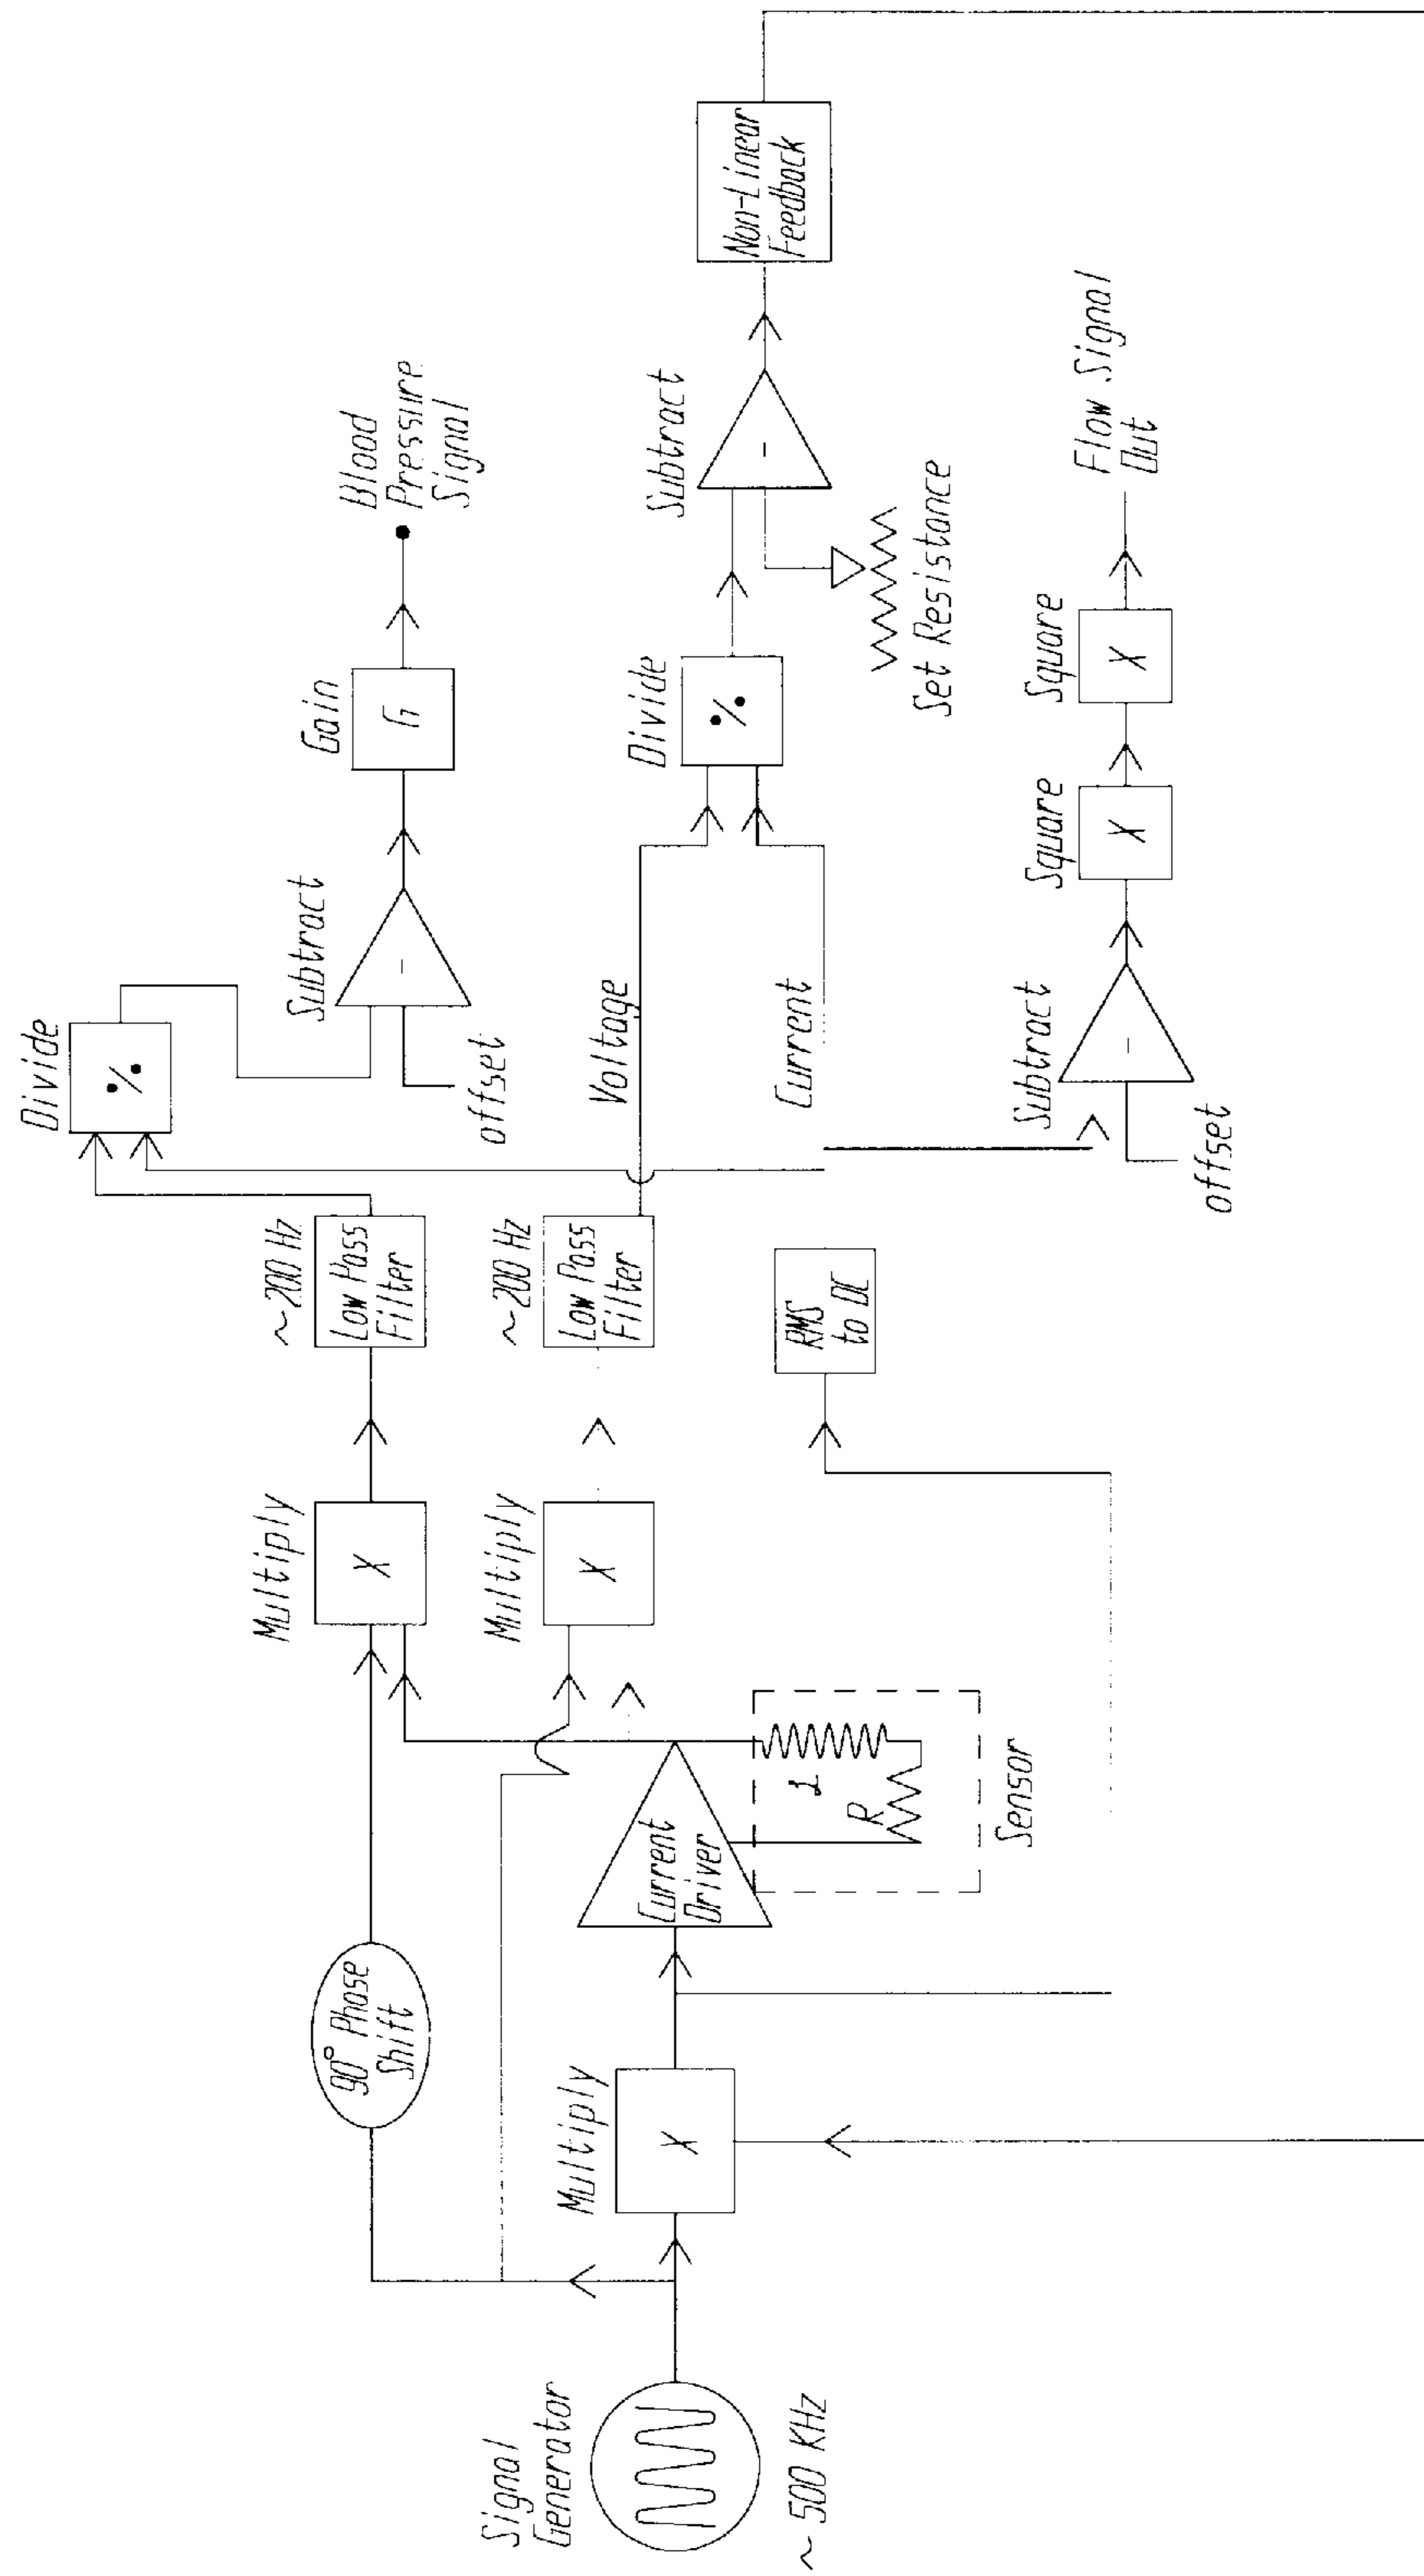 Signal
Generator
~ 500 KHz
90° Phase
Shift
Multiply
X
Current
Driver
L
R
Sensor
Multiply
X
Multiply
X
~200 Hz
Low Pass
Filter
~200 Hz
Low Pass
Filter
RMS
to DC
Divide
%
Subtract
-
offset
Gain
G
Blood
Pressure
Signal
Voltage
Current
Divide
%
Subtract
-
Set Resistance
Non-Linear
Feedback
Subtract
-
offset
Square
X
Square
X
Flow Signal
Out